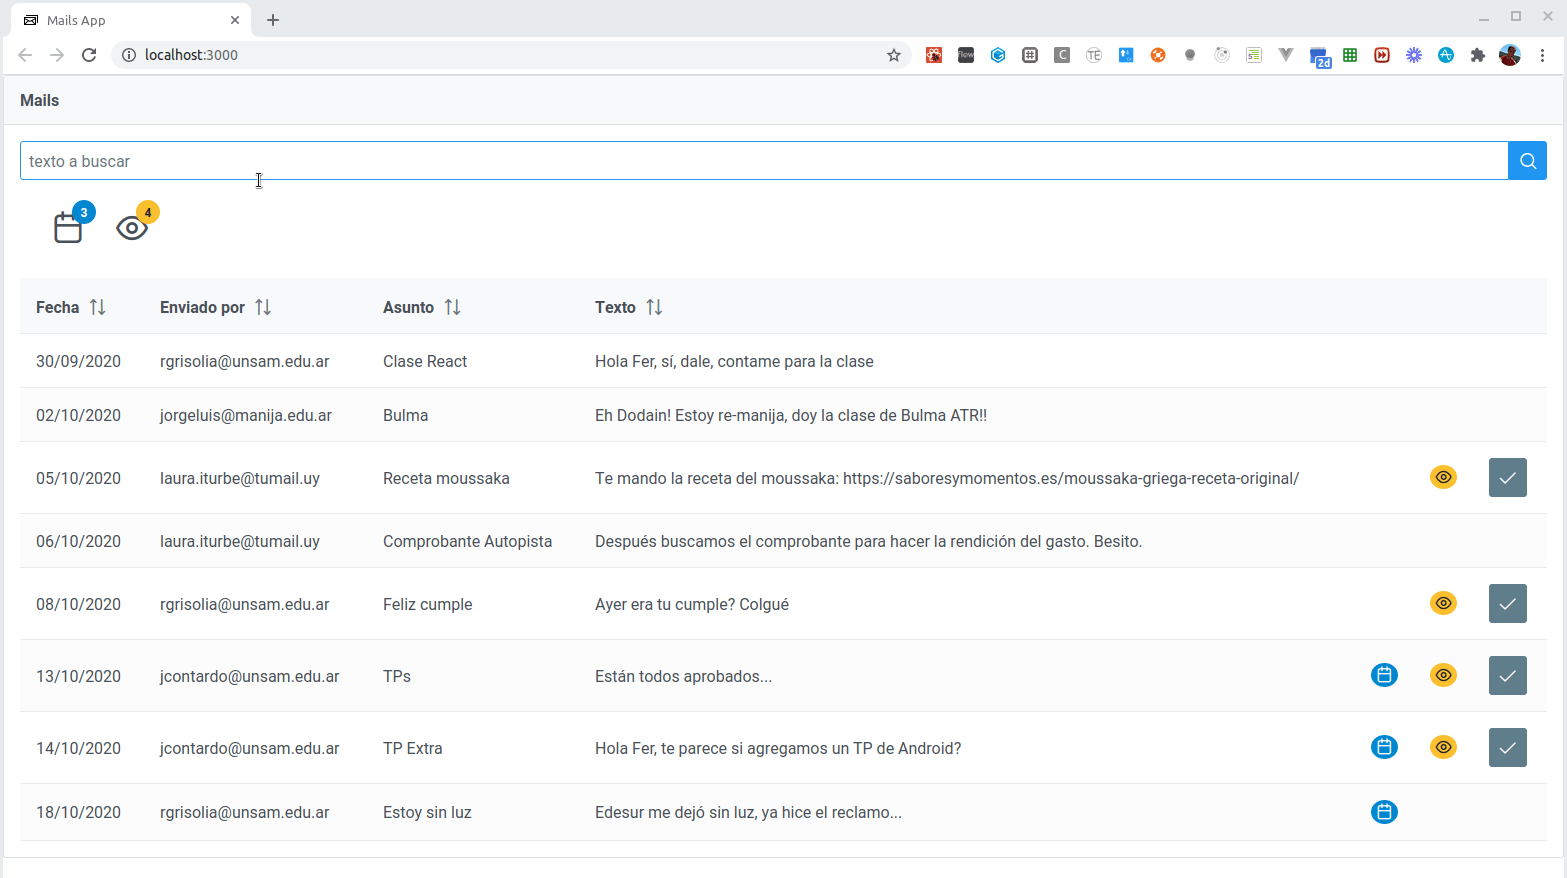 Mails App
localhost:3000
flow
C
TE
2d
Mails
texto a buscar
3 4
Fecha Enviado por Asunto Texto
30/09/2020 rgrisolia@unsam.edu.ar Clase React Hola Fer, sí, dale, contame para la clase
02/10/2020 jorgeluis@manija.edu.ar Bulma Eh Dodain! Estoy re-manija, doy la clase de Bulma ATR!!
05/10/2020 laura.iturbe@tumail.uy Receta moussaka Te mando la receta del moussaka: https://saboresymomentos.es/moussaka-griega-receta-original/
06/10/2020 laura.iturbe@tumail.uy Comprobante Autopista Después buscamos el comprobante para hacer la rendición del gasto. Besito.
08/10/2020 rgrisolia@unsam.edu.ar Feliz cumple Ayer era tu cumple? Colgué
13/10/2020 jcontardo@unsam.edu.ar TPs Están todos aprobados...
14/10/2020 jcontardo@unsam.edu.ar TP Extra Hola Fer, te parece si agregamos un TP de Android?
18/10/2020 rgrisolia@unsam.edu.ar Estoy sin luz Edesur me dejó sin luz, ya hice el reclamo...